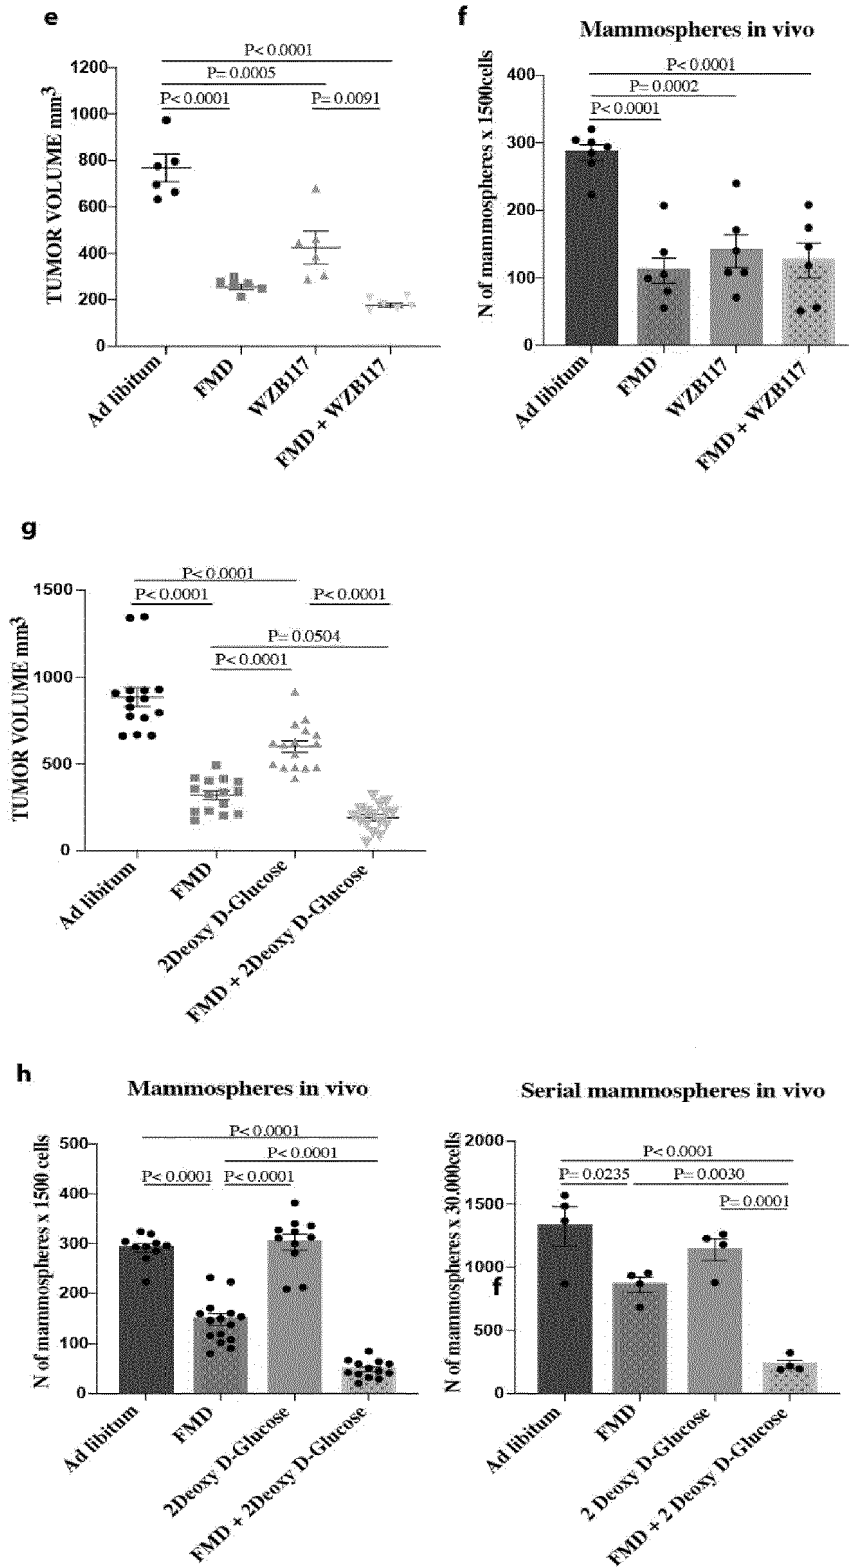 e
P< 0.0001
P= 0.0005
P< 0.0001
P= 0.0091
TUMOR VOLUME mm3
1200
1000
800
600
400
200
0
Ad libitum
FMD
WZB117
FMD + WZB117
f
Mammospheres in vivo
P< 0.0001
P= 0.0002
P< 0.0001
N of mammospheres x 1500cells
400
300
200
100
0
Ad libitum
FMD
WZB117
FMD + WZB117
g
P< 0.0001
P< 0.0001
P< 0.0001
P= 0.0504
P< 0.0001
TUMOR VOLUME mm3
1500
1000
500
0
Ad libitum
FMD
2Deoxy D-Glucose
FMD + 2Deoxy D-Glucose
h
Mammospheres in vivo
P< 0.0001
P< 0.0001
P< 0.0001
P< 0.0001
N of mammospheres x 1500 cells
500
400
300
200
100
0
Ad libitum
FMD
2Deoxy D-Glucose
FMD + 2Deoxy D-Glucose
Serial mammospheres in vivo
P< 0.0001
P= 0.0235
P= 0.0030
P= 0.0001
N of mammospheres x 30.000cells
2000
1500
1000
500
0
f
Ad libitum
FMD
2 Deoxy D-Glucose
FMD + 2 Deoxy D-Glucose